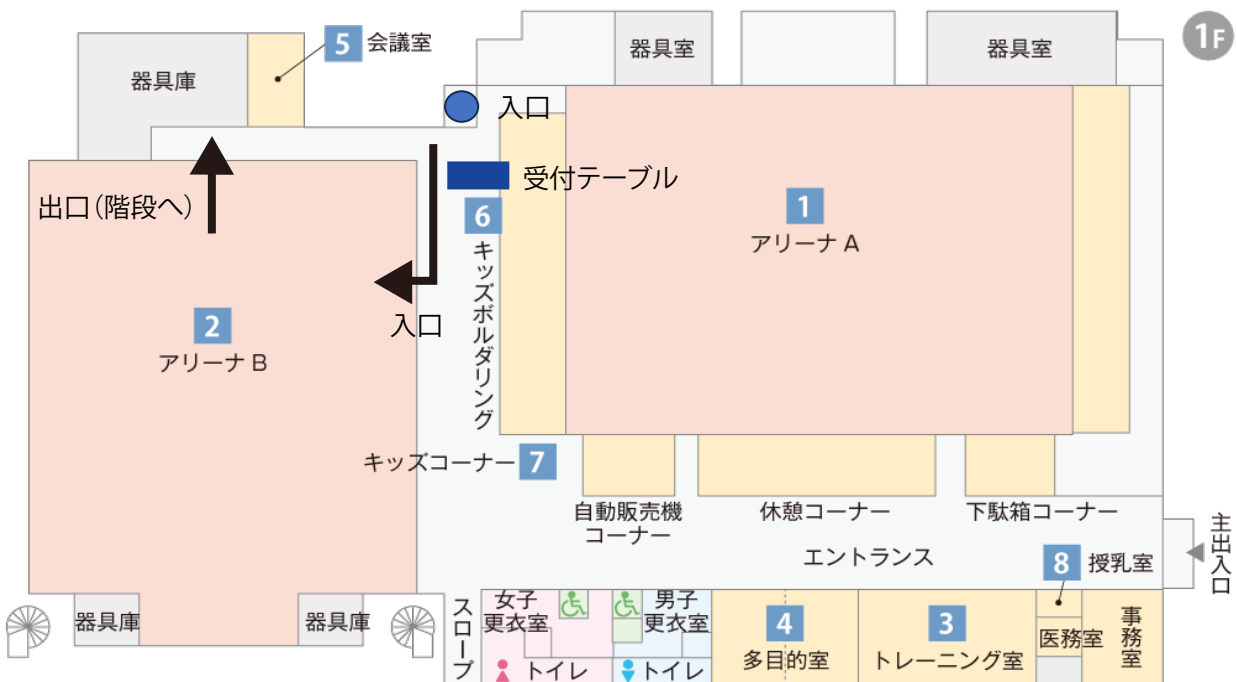 1F
5 会議室
器具庫
器具室
器具室
入口
受付テーブル
出口(階段へ)
6
キッズボルダリング
1
アリーナ A
入口
2
アリーナ B
キッズコーナー 7
自動販売機
コーナー
休憩コーナー
下駄箱コーナー
エントランス
主出入口
8 授乳室
器具庫
器具庫
スロープ
女子
更衣室
男子
更衣室
トイレ
トイレ
4
多目的室
3
トレーニング室
医務室
事務室